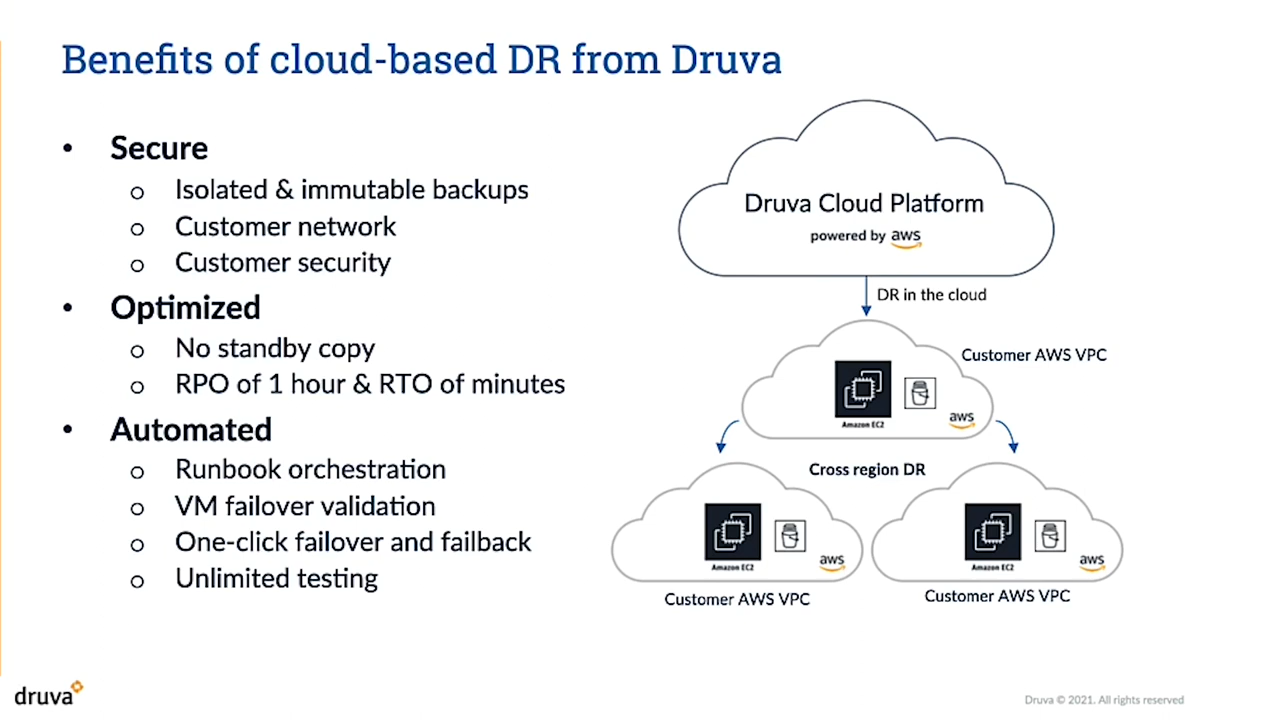 Benefits of cloud-based DR from Druva
• Secure
o Isolated & immutable backups
o Customer network
o Customer security
• Optimized
o No standby copy
o RPO of 1 hour & RTO of minutes
• Automated
o Runbook orchestration
o VM failover validation
o One-click failover and failback
o Unlimited testing
Druva Cloud Platform
powered by aws
DR in the cloud
Customer AWS VPC
Amazon EC2
aws
Cross region DR
Amazon EC2
aws
Customer AWS VPC
Amazon EC2
aws
Customer AWS VPC
druva
Druva © 2021. All rights reserved